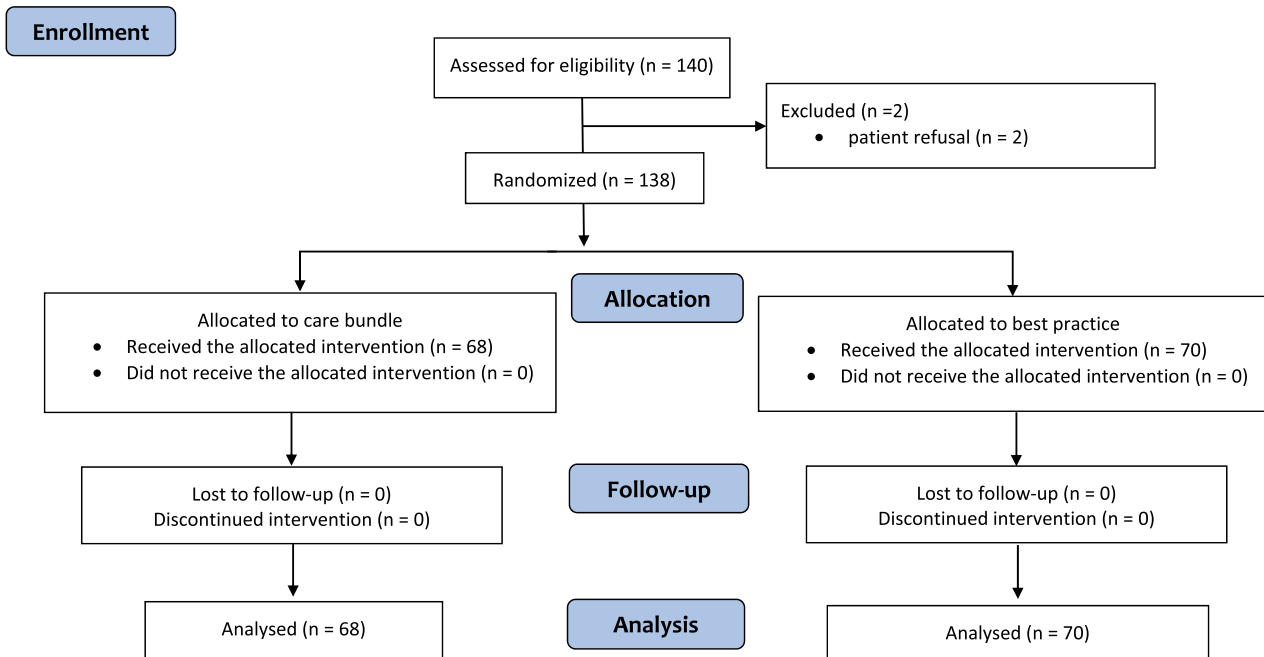 Enrollment
Assessed for eligibility (n = 140)
Excluded (n =2)
• patient refusal (n = 2)
Randomized (n = 138)
Allocation
Allocated to care bundle
• Received the allocated intervention (n = 68)
• Did not receive the allocated intervention (n = 0)
Allocated to best practice
• Received the allocated intervention (n = 70)
• Did not receive the allocated intervention (n = 0)
Follow-up
Lost to follow-up (n = 0)
Discontinued intervention (n = 0)
Lost to follow-up (n = 0)
Discontinued intervention (n = 0)
Analysis
Analysed (n = 68)
Analysed (n = 70)